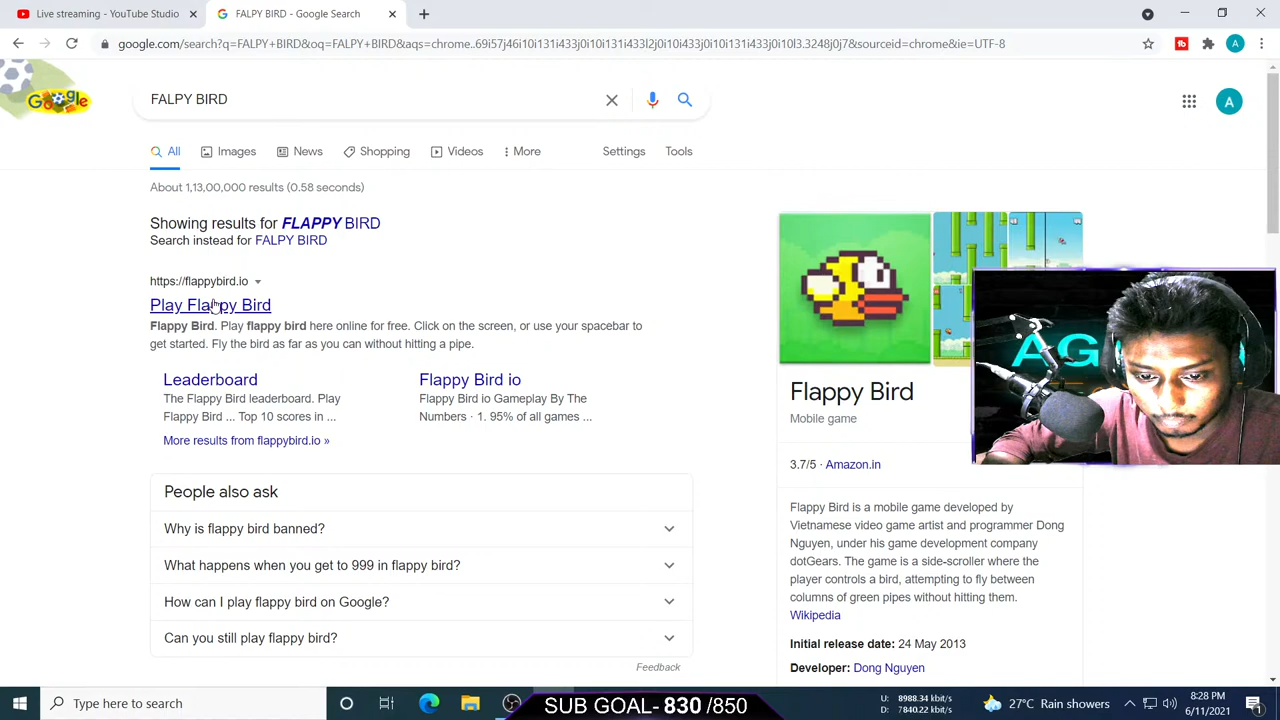 Live streaming - YouTube Studio
FALPY BIRD - Google Search
google.com/search?q=FALPY+BIRD&oq=FALPY+BIRD&aqs=chrome..69i57j46i10i131i433j0i10i131i433l2j0i10i433j0i10i131i433j0i10l3.3248j0j7&sourceid=chrome&ie=UTF-8
A
Google
FALPY BIRD
A
All
Images
News
Shopping
Videos
More
Settings
Tools
About 1,13,00,000 results (0.58 seconds)
Showing results for FLAPPY BIRD
Search instead for FALPY BIRD
https://flappybird.io
Play Flappy Bird
Flappy Bird. Play flappy bird here online for free. Click on the screen, or use your spacebar to
get started. Fly the bird as far as you can without hitting a pipe.
Leaderboard
The Flappy Bird leaderboard. Play
Flappy Bird ... Top 10 scores in ...
Flappy Bird io
Flappy Bird io Gameplay By The
Numbers · 1. 95% of all games ...
More results from flappybird.io »
People also ask
Why is flappy bird banned?
What happens when you get to 999 in flappy bird?
How can I play flappy bird on Google?
Can you still play flappy bird?
Feedback
Flappy Bird
Mobile game
3.7/5 · Amazon.in
Flappy Bird is a mobile game developed by
Vietnamese video game artist and programmer Dong
Nguyen, under his game development company
dotGears. The game is a side-scroller where the
player controls a bird, attempting to fly between
columns of green pipes without hitting them.
Wikipedia
Initial release date: 24 May 2013
Developer: Dong Nguyen
AG
Type here to search
SUB GOAL- 830 /850
U: 8988.34 kbit/s
D: 7840.22 kbit/s
27°C Rain showers
8:28 PM
6/11/2021
1